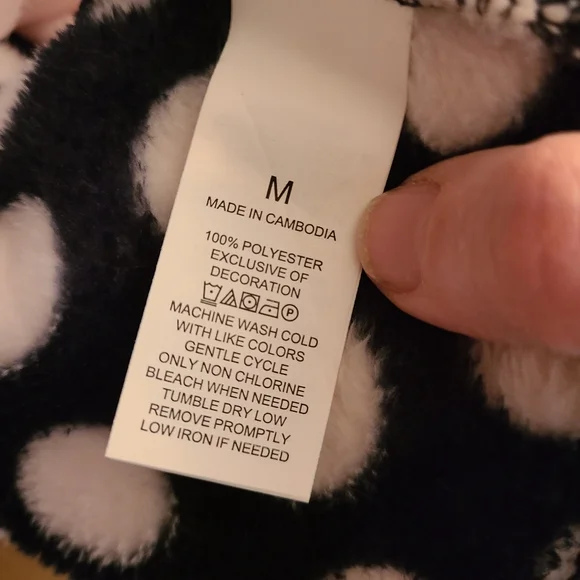 M
MADE IN CAMBODIA
100% POLYESTER
EXCLUSIVE OF
DECORATION
MACHINE WASH COLD
WITH LIKE COLORS
GENTLE CYCLE
ONLY NON CHLORINE
BLEACH WHEN NEEDED
TUMBLE DRY LOW
REMOVE PROMPTLY
LOW IRON IF NEEDED